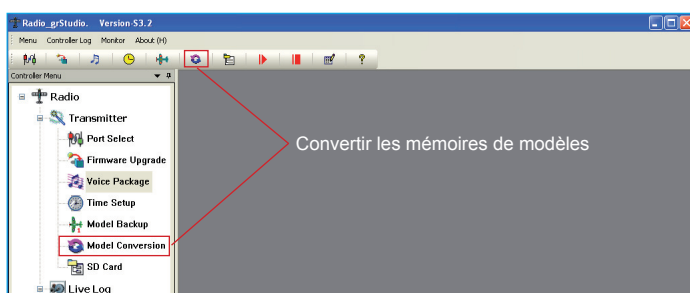 Radio_grStudio. Version-S3.2
Menu Controller Log Monitor About (H)
Controller Menu
Radio
Transmitter
Port Select
Firmware Upgrade
Voice Package
Time Setup
Model Backup
Model Conversion
SD Card
Live Log
Convertir les mémoires de modèles